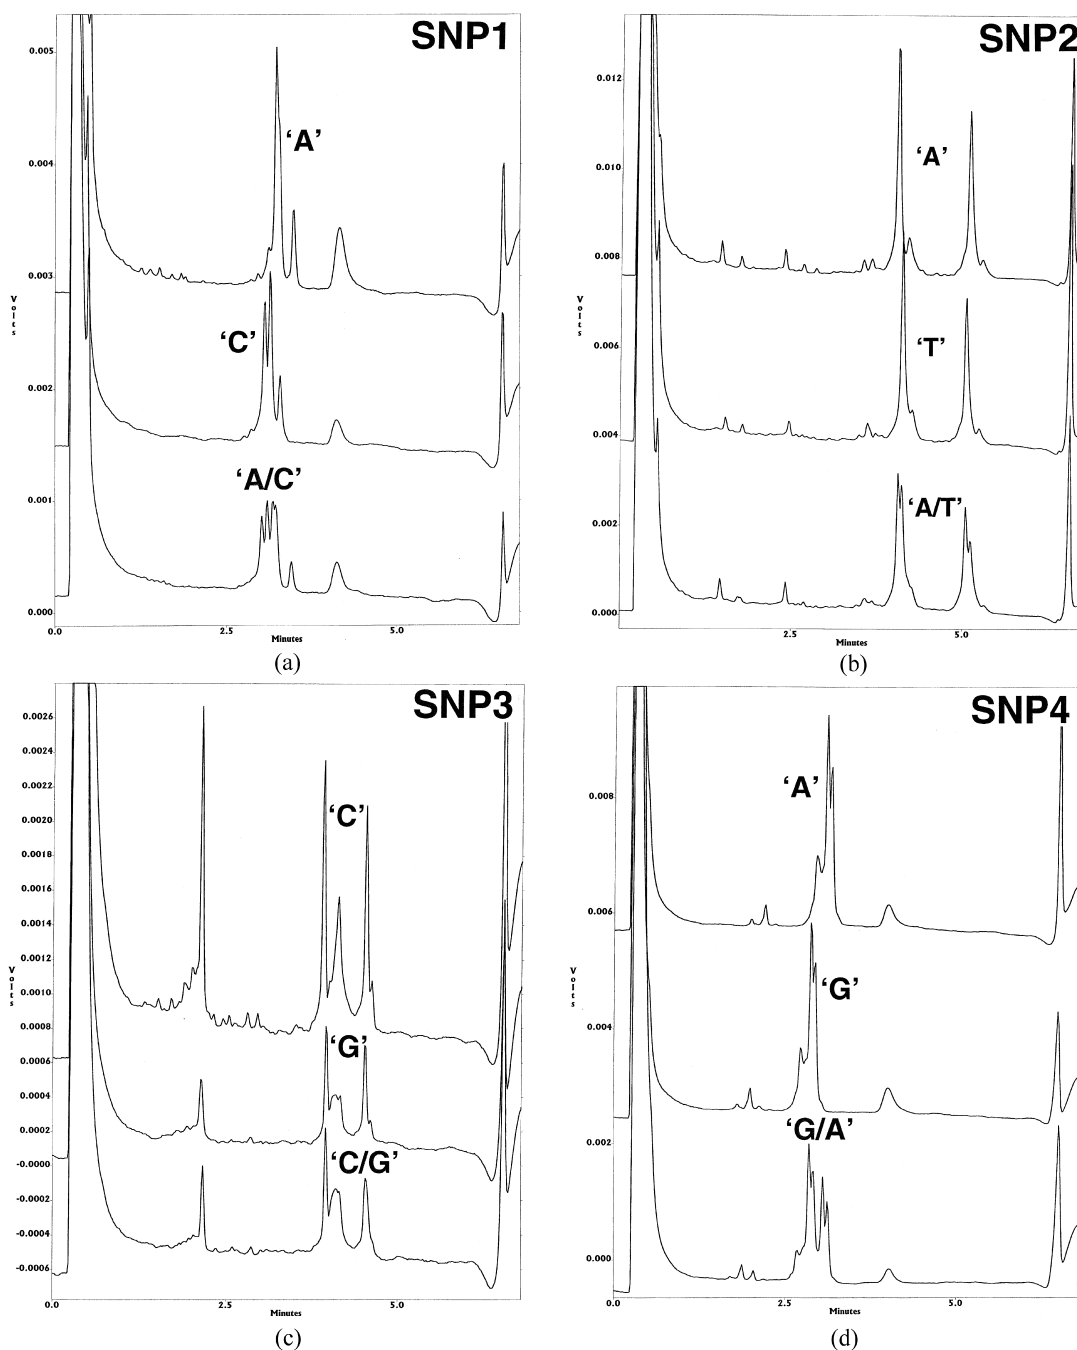 SNP1
0.005
0.004
0.003
0.002
0.001
0.000
Volts
‘A’
‘C’
‘A/C’
0.0
2.5
5.0
Minutes
(a)
SNP2
0.012
0.010
0.008
0.006
0.004
0.002
0.000
Volts
‘A’
‘T’
‘A/T’
2.5
5.0
Minutes
(b)
SNP3
0.0026
0.0024
0.0022
0.0020
0.0018
0.0016
0.0014
0.0012
0.0010
0.0008
0.0006
0.0004
0.0002
-0.0000
-0.0002
-0.0004
-0.0006
Volts
‘C’
‘G’
‘C/G’
0.0
2.5
5.0
Minutes
(c)
SNP4
0.008
0.006
0.004
0.002
0.000
Volts
‘A’
‘G’
‘G/A’
0.0
2.5
5.0
Minutes
(d)